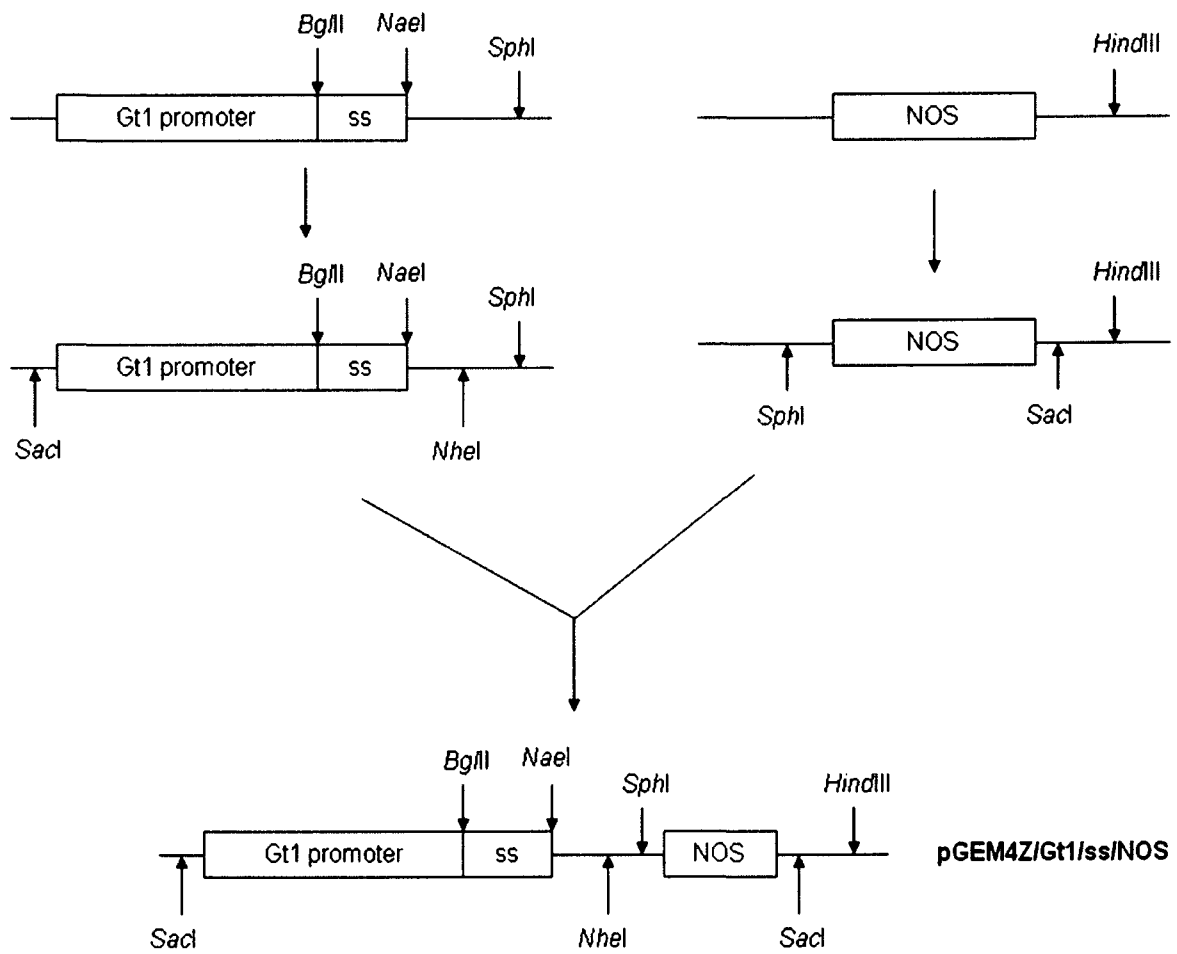 BglII NaeI SphI
Gt1 promoter ss
HindIII
NOS
BglII NaeI SphI
Gt1 promoter ss
SacI NheI
HindIII
NOS
SphI SacI
BglII NaeI SphI HindIII
Gt1 promoter ss NOS pGEM4Z/Gt1/ss/NOS
SacI NheI SacI